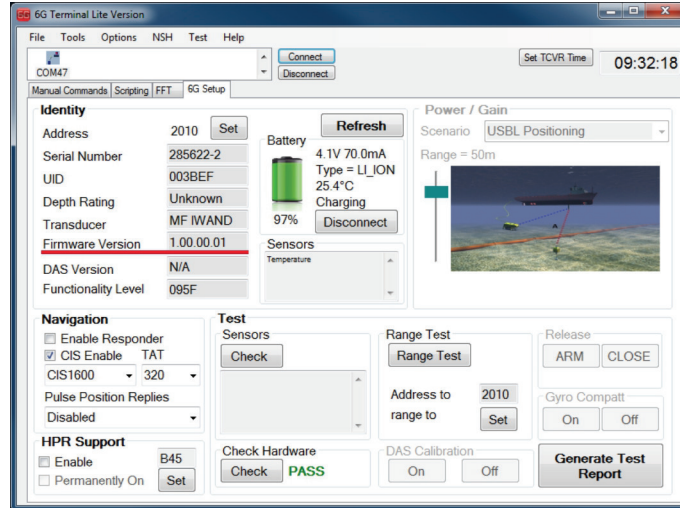 6G Terminal Lite Version
File Tools Options NSH Test Help
COM47
Connect
Disconnect
Set TCVR Time
09:32:18
Manual Commands Scripting FFT 6G Setup
Identity
Address 2010 Set
Serial Number 285622-2
UID 003BEF
Depth Rating Unknown
Transducer MF IWAND
Firmware Version 1.00.00.01
DAS Version N/A
Functionality Level 095F
Refresh
Battery
4.1V 70.0mA
Type = LI_ION
25.4°C
Charging
97% Disconnect
Sensors
Temperature
Power / Gain
Scenario USBL Positioning
Range = 50m
A
Navigation
Enable Responder
CIS Enable TAT
CIS1600 320
Pulse Position Replies
Disabled
HPR Support
Enable B45
Permanently On Set
Test
Sensors
Check
Check Hardware
Check PASS
Range Test
Range Test
Address to 2010
range to Set
DAS Calibration
On Off
Release
ARM CLOSE
Gyro Compatt
On Off
Generate Test
Report